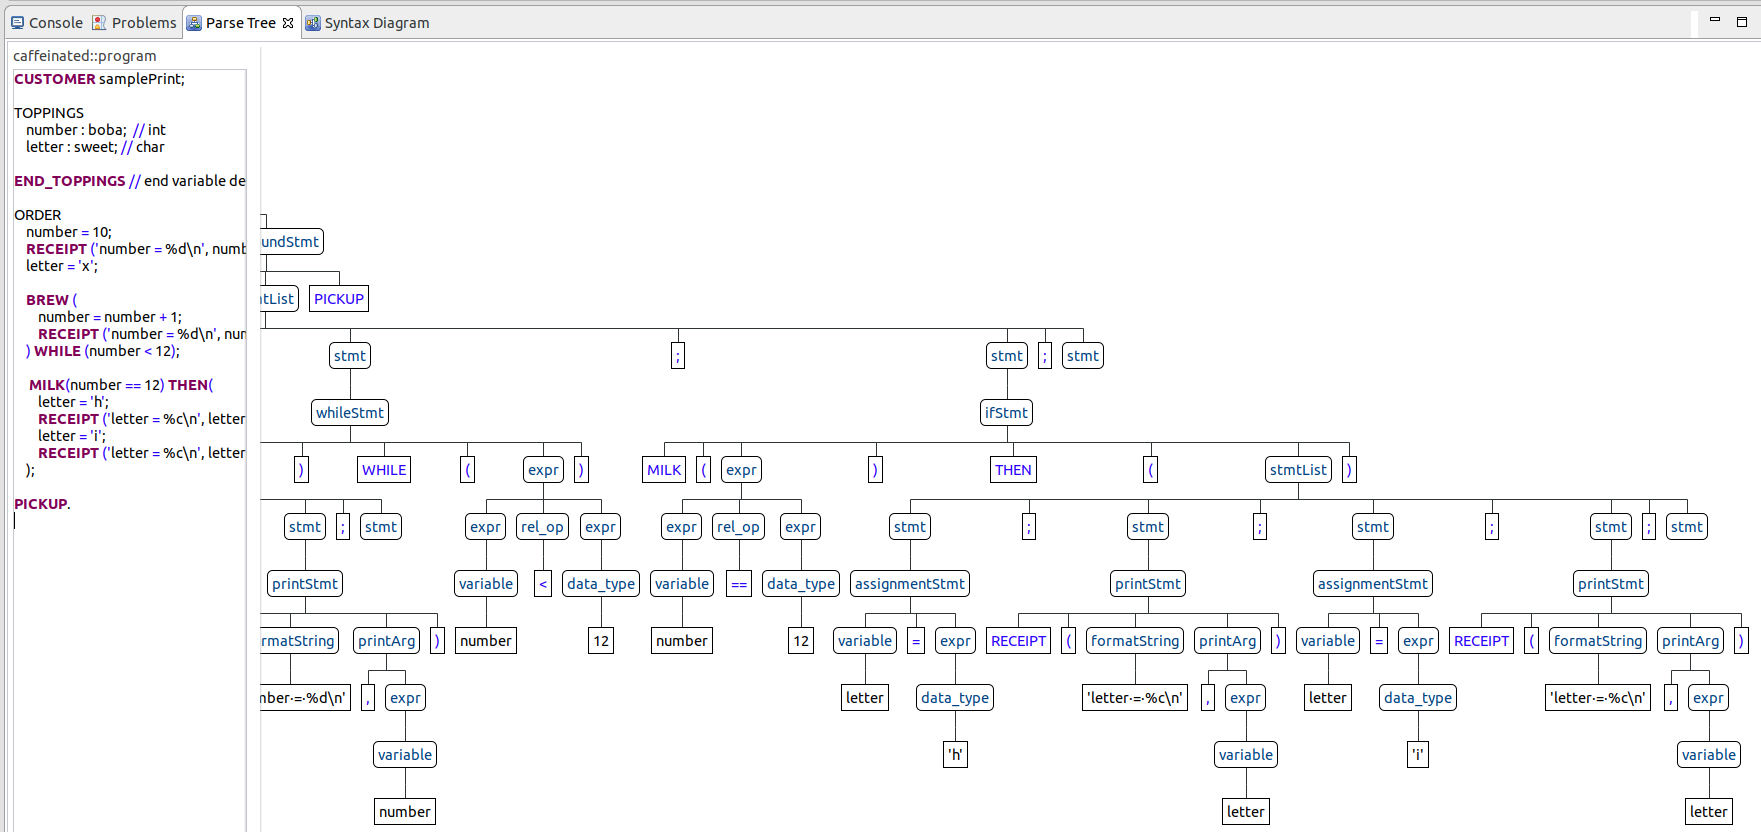 Console Problems Parse Tree Syntax Diagram
caffeinated::program
CUSTOMER samplePrint;
TOPPINGS
number : boba; // int
letter : sweet; // char
END_TOPPINGS // end variable de
ORDER
number = 10;
RECEIPT ('number = %d\n', numb
letter = 'x';
BREW (
number = number + 1;
RECEIPT ('number = %d\n', num
) WHILE (number < 12);
MILK(number == 12) THEN(
letter = 'h';
RECEIPT ('letter = %c\n', letter
letter = 'i';
RECEIPT ('letter = %c\n', letter
);
PICKUP.
undStmt
tList PICKUP
stmt ; stmt ; stmt
whileStmt ifStmt
) WHILE ( expr ) MILK ( expr ) THEN ( stmtList )
stmt ; stmt expr rel_op expr expr rel_op expr stmt ; stmt ; stmt ; stmt ; stmt
printStmt variable < data_type variable == data_type assignmentStmt printStmt assignmentStmt printStmt
rmatString printArg ) number 12 number 12 variable = expr RECEIPT ( formatString printArg ) variable = expr RECEIPT ( formatString printArg )
mber·=·%d\n' , expr letter data_type 'letter·=·%c\n' , expr letter data_type 'letter·=·%c\n' , expr
variable 'h' variable 'i' variable
number letter letter